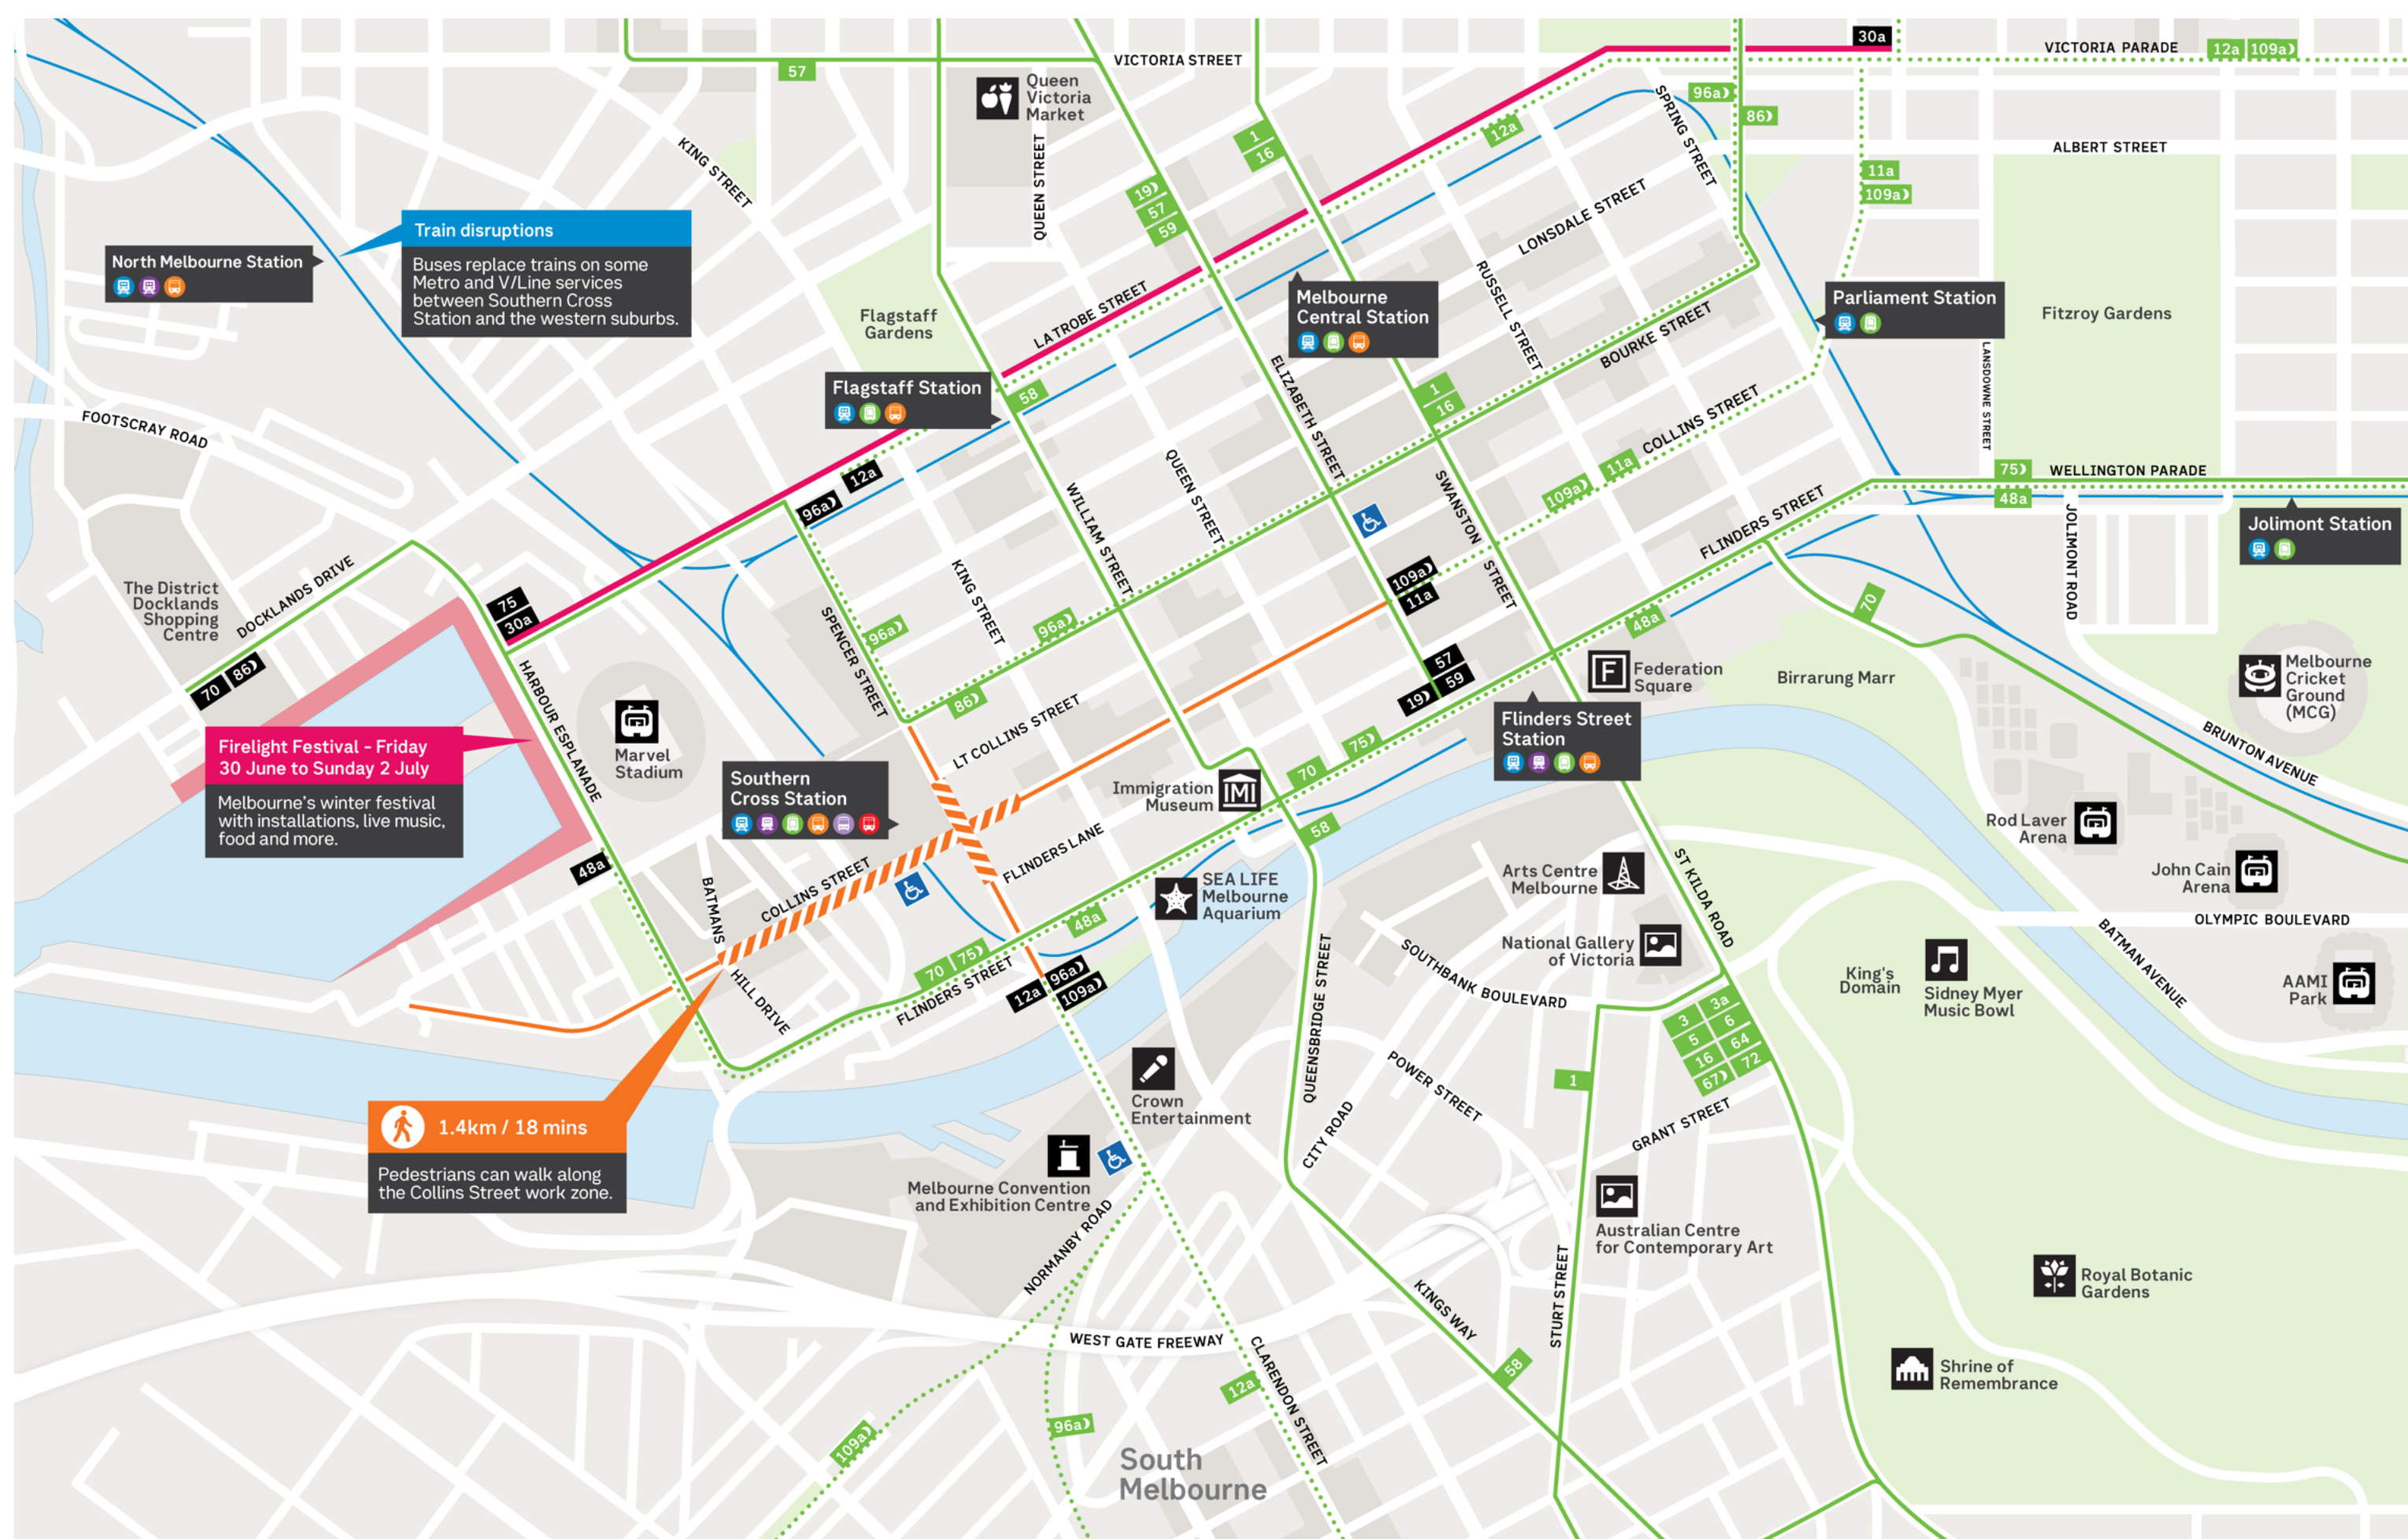 30a
VICTORIA STREET
VICTORIA PARADE
12a 109a
57
Queen
Victoria
Market
96a
86
SPRING STREET
12a
1
16
KING STREET
QUEEN STREET
ALBERT STREET
11a
109a
19
57
59
LONSDALE STREET
Train disruptions
Buses replace trains on some
Metro and V/Line services
between Southern Cross
Station and the western suburbs.
North Melbourne Station
RUSSELL STREET
Melbourne
Central Station
Parliament Station
Fitzroy Gardens
Flagstaff
Gardens
LA TROBE STREET
BOURKE STREET
ELIZABETH STREET
LANSDOWNE STREET
Flagstaff Station
58
1
16
COLLINS STREET
FOOTSCRAY ROAD
QUEEN STREET
11a
109a
75
WELLINGTON PARADE
48a
SWANSTON STREET
FLINDERS STREET
12a
96a
WILLIAM STREET
JOLIMONT ROAD
Jolimont Station
DOCKLANDS DRIVE
KING STREET
109a
11a
The District
Docklands
Shopping
Centre
75
30a
SPENCER STREET
96a
96a
48a
70
70 86
HARBOUR ESPLANADE
57
59
19
Federation
Square
Birrarung Marr
Melbourne
Cricket
Ground
(MCG)
86
LT COLLINS STREET
Flinders Street
Station
BRUNTON AVENUE
Firelight Festival - Friday
30 June to Sunday 2 July
Melbourne's winter festival
with installations, live music,
food and more.
Marvel
Stadium
Southern
Cross Station
70
75
Immigration
Museum
58
Rod Laver
Arena
48a
BATMANS
COLLINS STREET
FLINDERS LANE
SEA LIFE
Melbourne
Aquarium
Arts Centre
Melbourne
ST KILDA ROAD
John Cain
Arena
OLYMPIC BOULEVARD
48a
70 75
FLINDERS STREET
National Gallery
of Victoria
SOUTHBANK BOULEVARD
BATMAN AVENUE
HILL DRIVE
12a
96a
109a
QUEENSBRIDGE STREET
King's
Domain
Sidney Myer
Music Bowl
AAMI
Park
3 3a
5 6
16 64
67 72
Crown
Entertainment
POWER STREET
1
1.4km / 18 mins
Pedestrians can walk along
the Collins Street work zone.
CITY ROAD
GRANT STREET
Melbourne Convention
and Exhibition Centre
NORMANBY ROAD
Australian Centre
for Contemporary Art
Royal Botanic
Gardens
KINGS WAY
STURT STREET
WEST GATE FREEWAY
CLARENDON STREET
12a
58
Shrine of
Remembrance
109a
96a
South
Melbourne